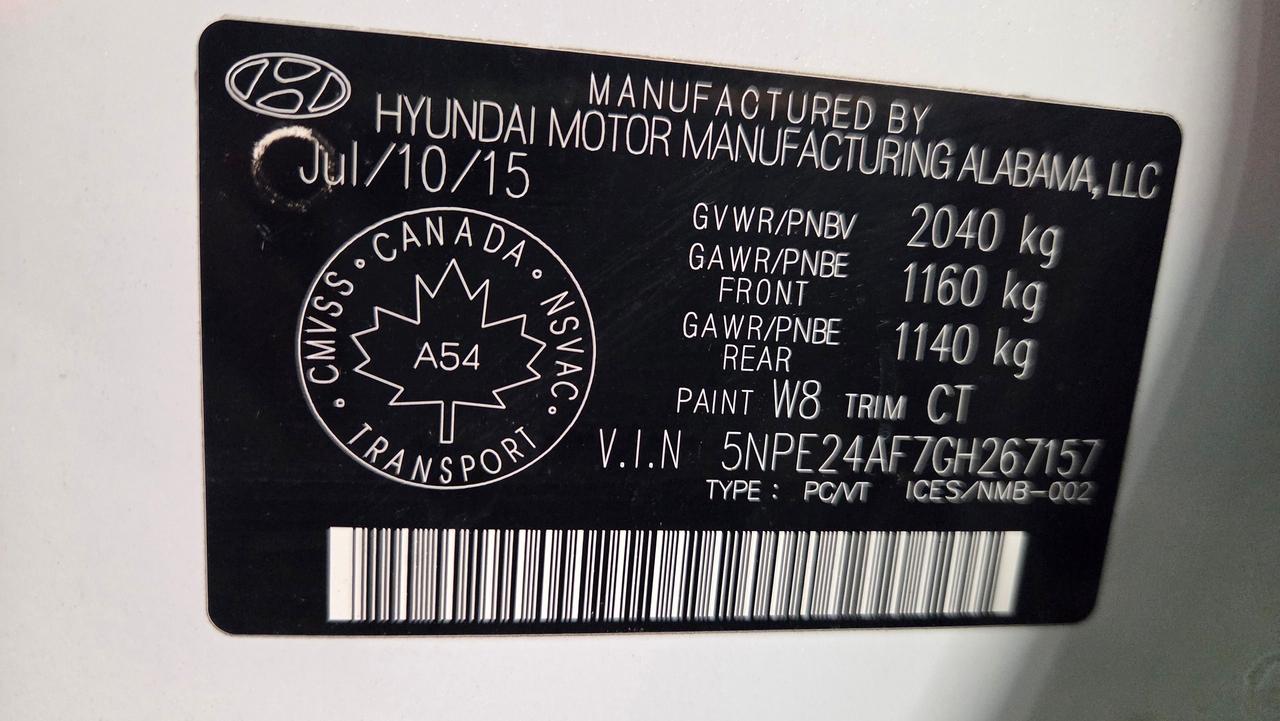 MANUFACTURED BY
HYUNDAI MOTOR MANUFACTURING ALABAMA, LLC
Jul/10/15
GVWR/PNBV 2040 kg
GAWR/PNBE FRONT 1160 kg
GAWR/PNBE REAR 1140 kg
PAINT W8 TRIM CT
V.I.N 5NPE24AF7GH267157
TYPE : PC/VT ICES/NMB-002
CMVSS • CANADA • NSVAC •
A54
• TRANSPORT